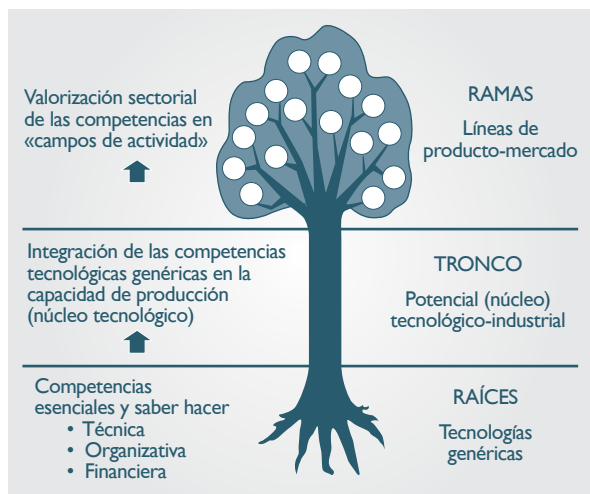 Valorización sectorial
de las competencias en
«campos de actividad»
RAMAS
Líneas de
producto-mercado
Integración de las competencias
tecnológicas genéricas en la
capacidad de producción
(núcleo tecnológico)
TRONCO
Potencial (núcleo)
tecnológico-industrial
Competencias
esenciales y saber hacer
• Técnica
• Organizativa
• Financiera
RAÍCES
Tecnologías
genéricas